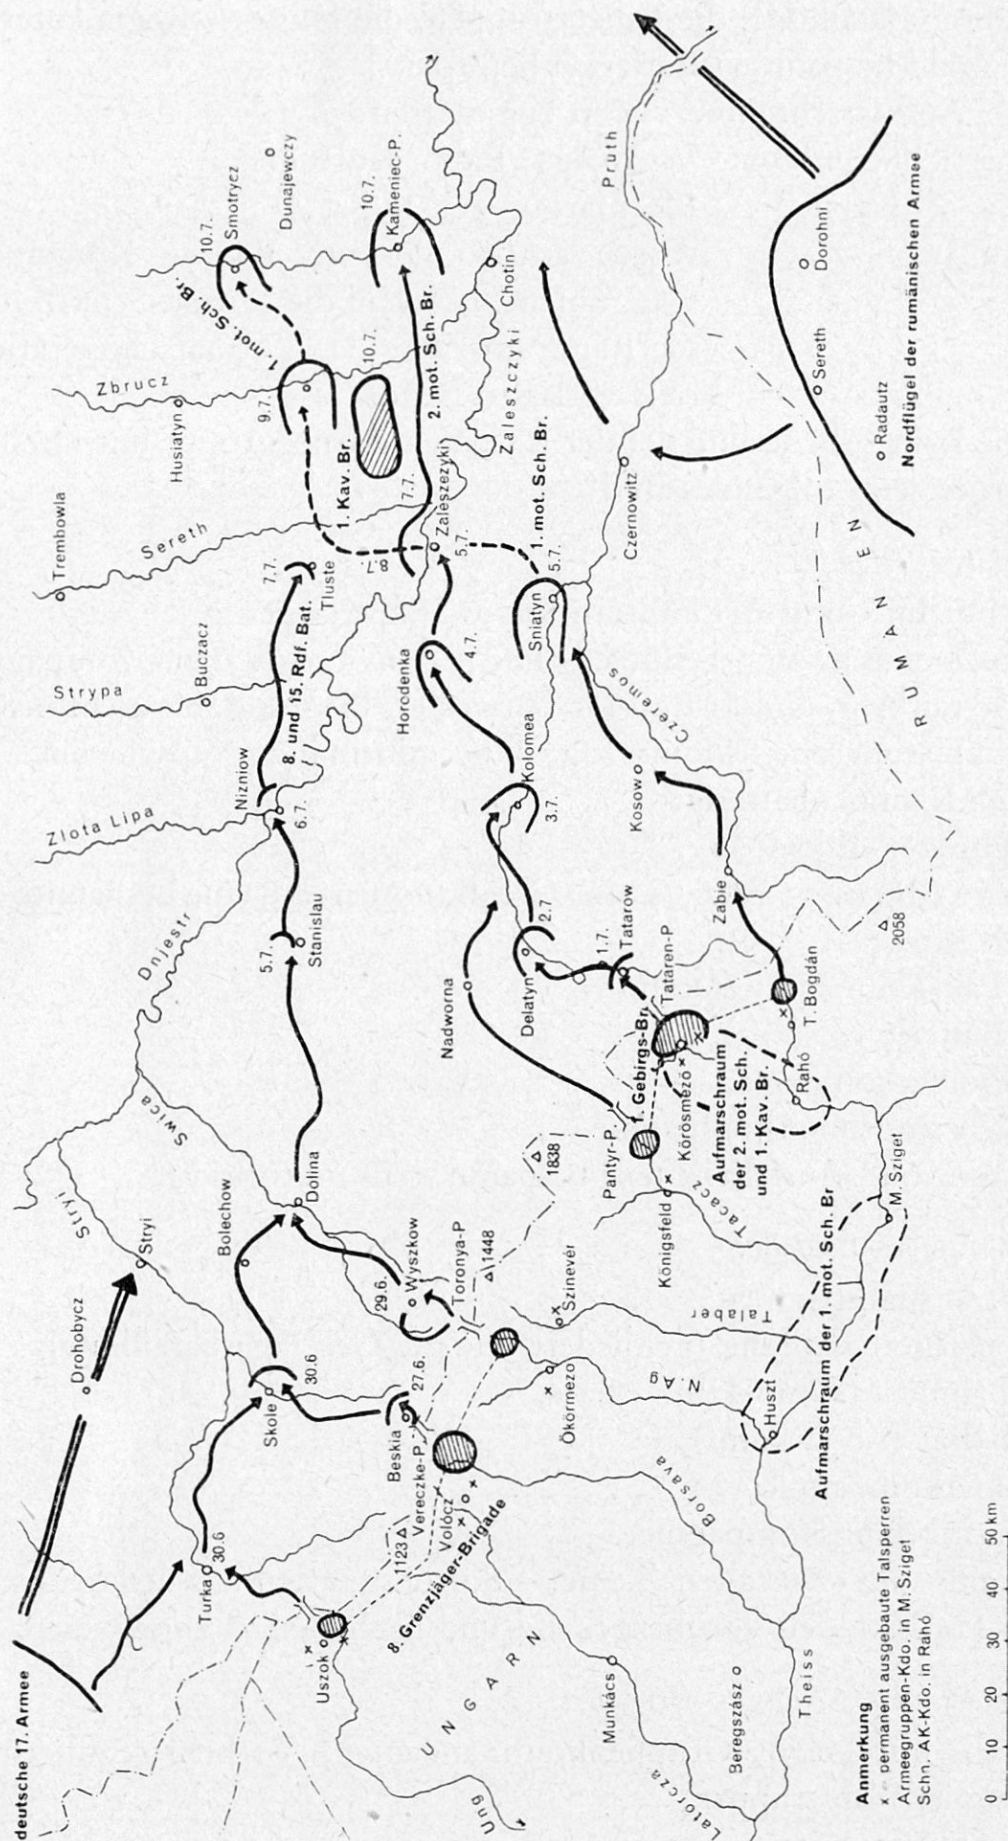 deutsche 17. Armee
Drohobycz
Stryi
Stryi
Swica
Dnjestr
Zlota Lipa
Strypa
Buczacz
Trembowla
Sereth
Zbrucz
Husiatyn
10.7.
Smotrycz
Dunajewczy
1. mot. Sch. Br.
9.7.
1. Kav. Br.
10.7.
10.7.
Kameniec-P.
2. mot. Sch. Br.
Chotin
Zaleszczyki
7.7.
8.7.
Zaleszezyki
5.7.
7.7.
Tluste
8. und 15. Rdf. Bat.
Nizniow
6.7.
5.7.
Stanislau
Dolina
Bolechow
Skole
30.6
Turka
30.6
Uszok
8. Grenzjäger-Brigade
1123
Vereczke-P.
Volócz
Beskia
27.6.
29.6.
Wyszkow
Toronya-P
1448
1838
Szinevér
Ökörmezo
Talaber
N. Ag
Borsava
Huszt
Aufmarschraum der 1. mot. Sch. Br
M. Sziget
Tacacz
Königsfeld
Pantyr-P.
1. Gebirgs-Br.
Körösmezö
Aufmarschraum
der 2. mot. Sch.
und 1. Kav. Br.
Rahó
T. Bogdán
Tataren-P
Tatarow
1.7.
2.7
Delatyn
Nadworna
Kolomea
3.7.
Horodenka
4.7.
Sniatyn
5.7.
1. mot. Sch. Br.
Czeremos
Kosow
Zabie
2058
Czernowitz
Pruth
Dorohni
Sereth
Radautz
Nordflügel der rumänischen Armee
RUMANEN
UNGARN
Ung
Munkács
Latorcza
Beregszász
Theiss
Anmerkung
x = permanent ausgebaute Talsperren
Armeegruppen-Kdo. in M. Sziget
Schn. AK-Kdo. in Rahó
0 10 20 30 40 50 km